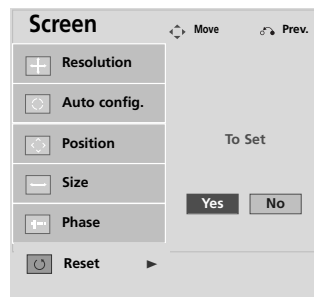 Screen
Move
Prev.
Resolution
Auto config.
Position
To Set
Size
Yes
No
Phase
Reset